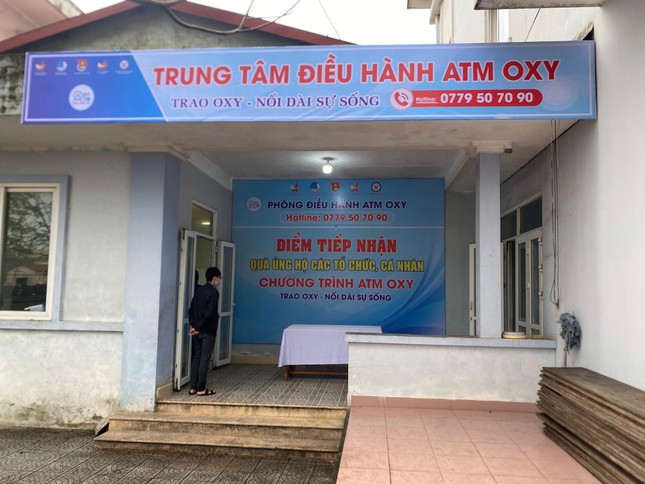 TRUNG TÂM ĐIỀU HÀNH ATM OXY
TRAO OXY - NỐI DÀI SỰ SỐNG
Hotline: 0779 50 70 90
PHÒNG ĐIỀU HÀNH ATM OXY
Hotline: 0779 50 70 90
ĐIỂM TIẾP NHẬN
QUÀ ỦNG HỘ CÁC TỔ CHỨC, CÁ NHÂN
CHƯƠNG TRÌNH ATM OXY
TRAO OXY - NỐI DÀI SỰ SỐNG